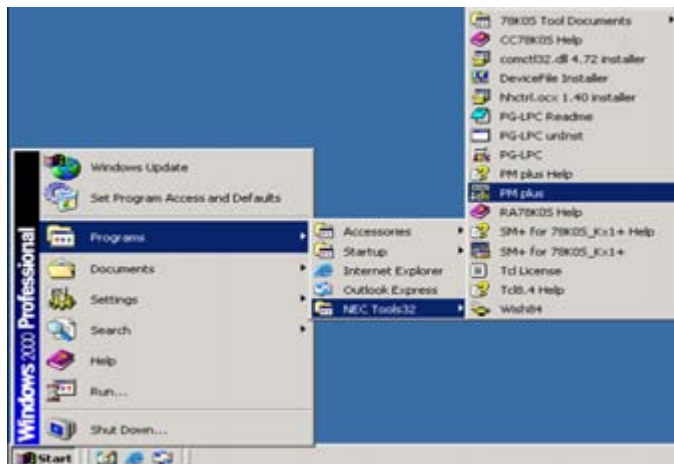 Windows Update
Set Program Access and Defaults
Programs
Documents
Settings
Search
Help
Run...
Shut Down...
Windows 2000 Professional
Start
Accessories
Startup
Internet Explorer
Outlook Express
NEC Tools32
78K0S Tool Documents
CC78K0S Help
comctl32.dll 4.72 installer
DeviceFile Installer
hhctrl.ocx 1.40 installer
PG-LPC Readme
PG-LPC unInst
PG-LPC
PM plus Help
PM plus
RA78K0S Help
SM+ for 78K0S_Kx1+ Help
SM+ for 78K0S_Kx1+
Tcl License
Tcl8.4 Help
Wish84